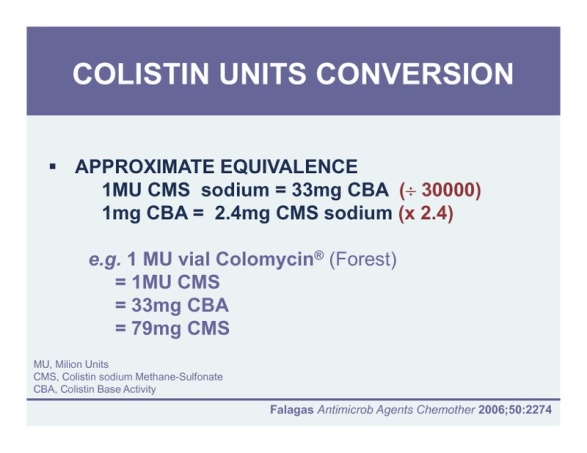 COLISTIN UNITS CONVERSION
▪ APPROXIMATE EQUIVALENCE
1MU CMS sodium = 33mg CBA (÷ 30000)
1mg CBA = 2.4mg CMS sodium (x 2.4)
e.g. 1 MU vial Colomycin® (Forest)
= 1MU CMS
= 33mg CBA
= 79mg CMS
MU, Milion Units
CMS, Colistin sodium Methane-Sulfonate
CBA, Colistin Base Activity
Falagas Antimicrob Agents Chemother 2006;50:2274